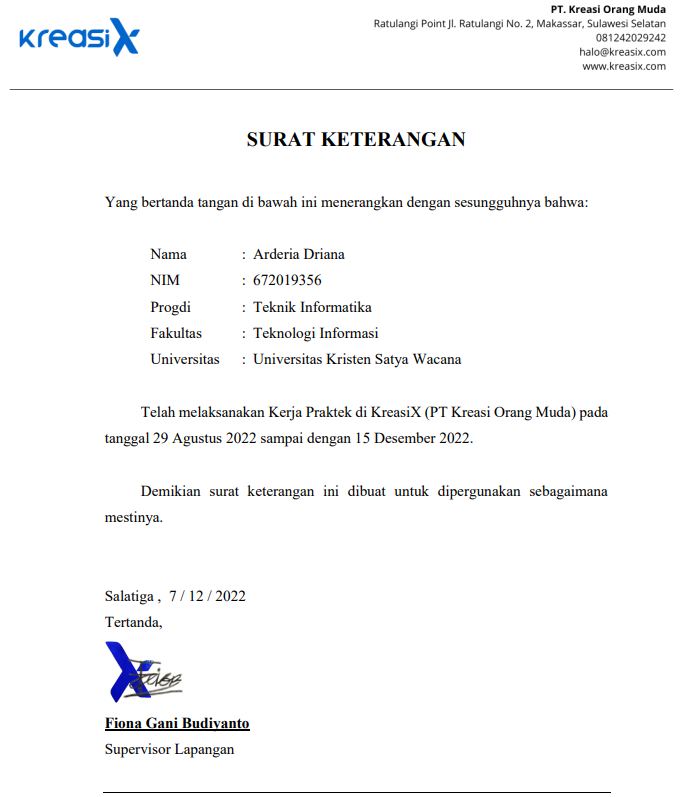 kreasiX
PT. Kreasi Orang Muda
Ratulangi Point Jl. Ratulangi No. 2, Makassar, Sulawesi Selatan
081242029242
halo@kreasix.com
www.kreasix.com
SURAT KETERANGAN
Yang bertanda tangan di bawah ini menerangkan dengan sesungguhnya bahwa:
Nama : Arderia Driana
NIM : 672019356
Progdi : Teknik Informatika
Fakultas : Teknologi Informasi
Universitas : Universitas Kristen Satya Wacana
Telah melaksanakan Kerja Praktek di KreasiX (PT Kreasi Orang Muda) pada
tanggal 29 Agustus 2022 sampai dengan 15 Desember 2022.
Demikian surat keterangan ini dibuat untuk dipergunakan sebagaimana
mestinya.
Salatiga , 7 / 12 / 2022
Tertanda,
X
Fiona Gani Budiyanto
Supervisor Lapangan